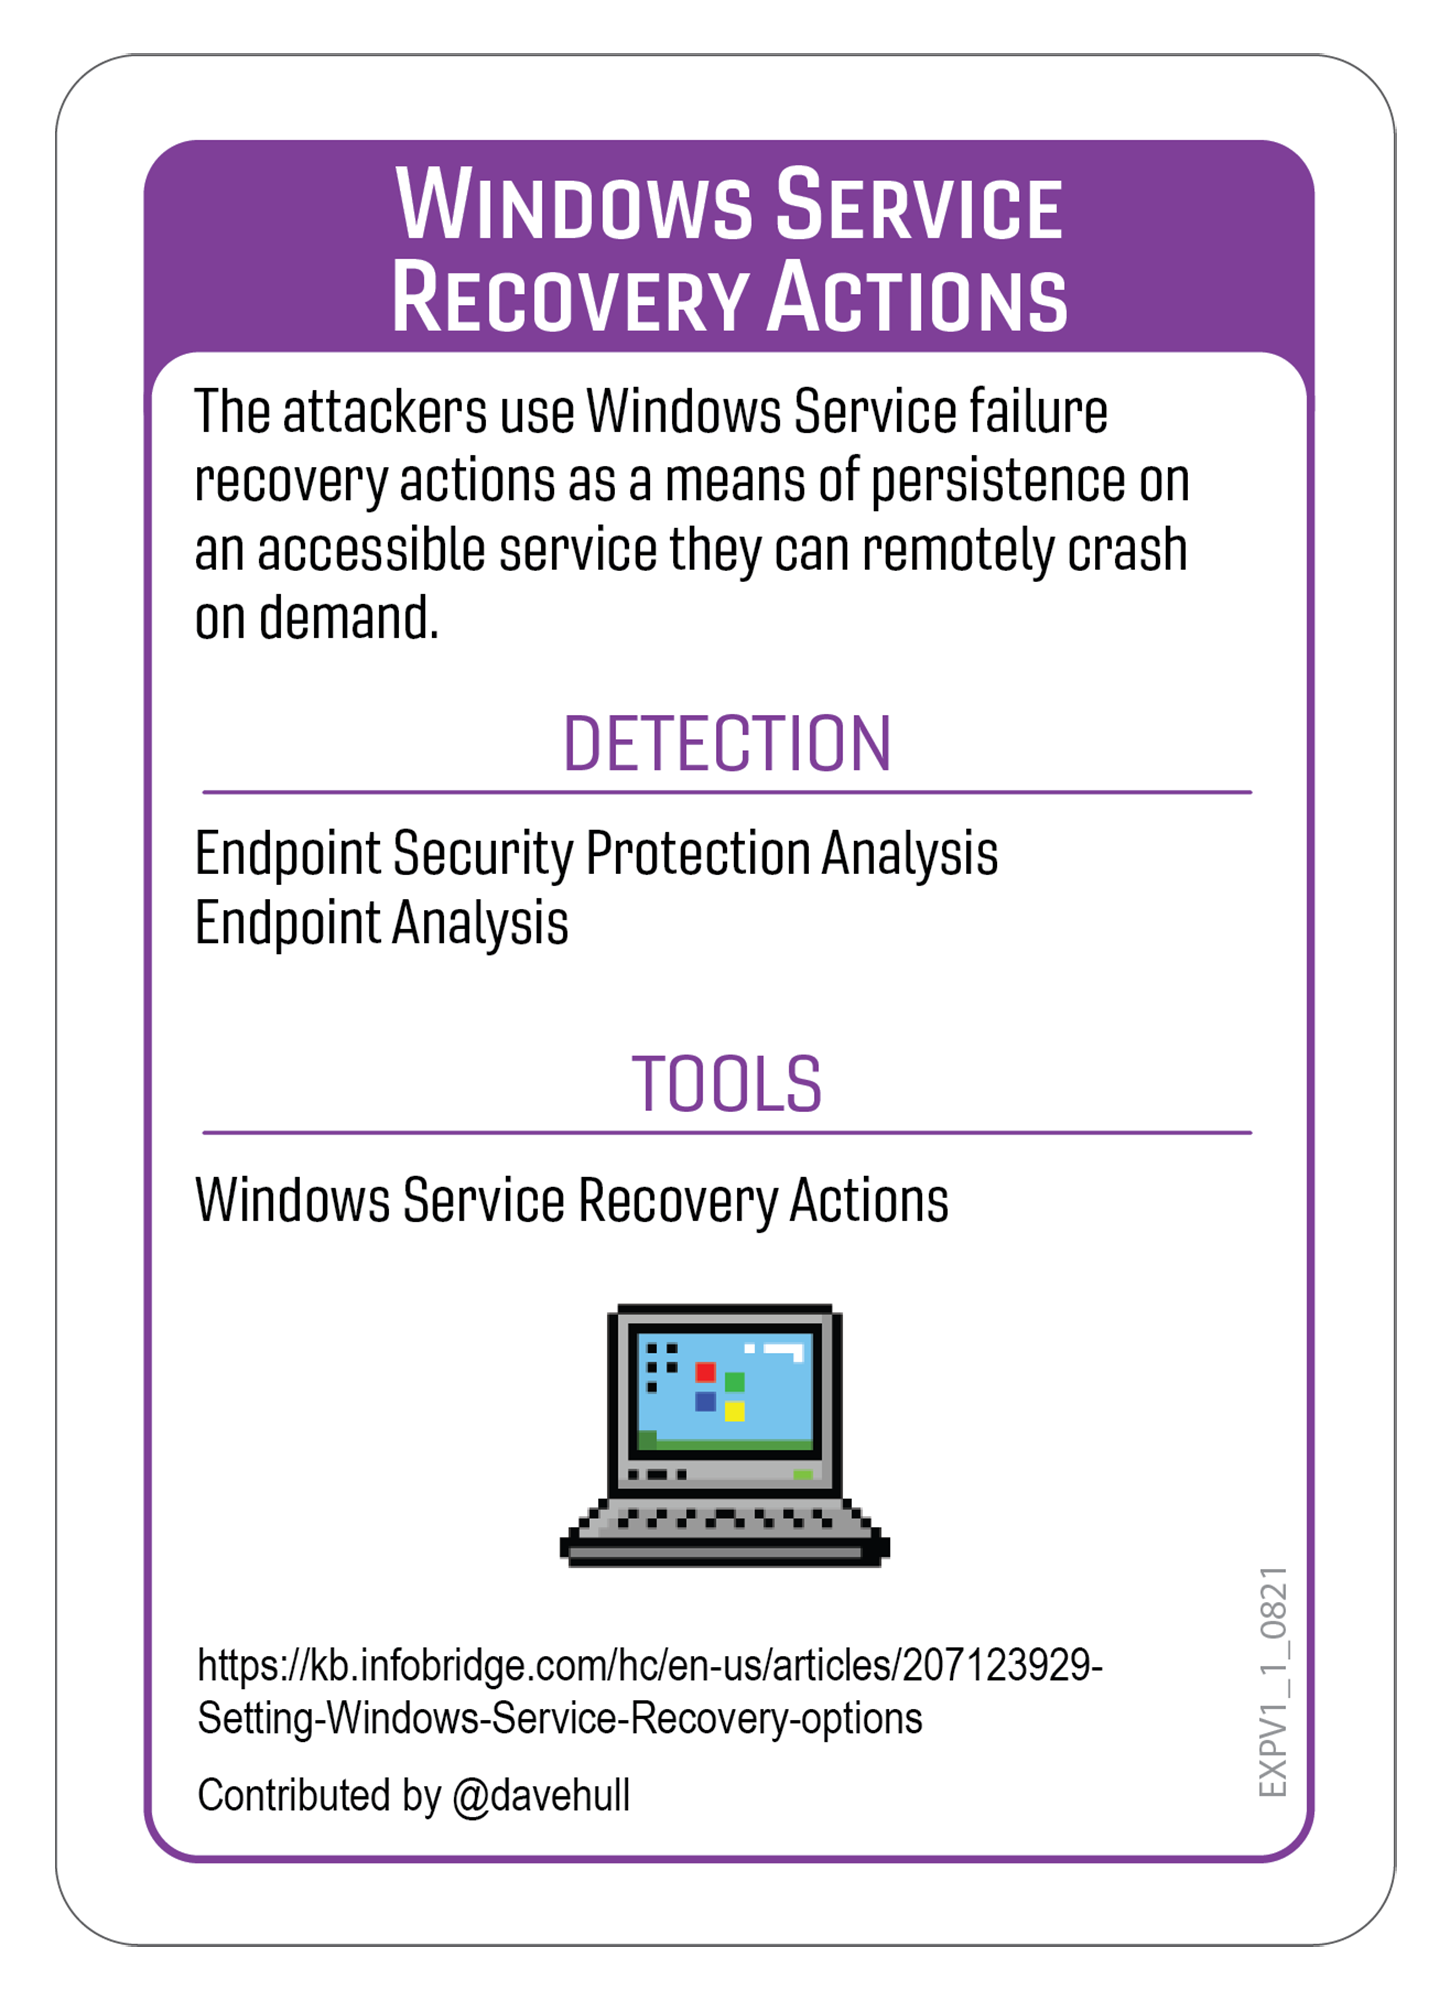 Windows Service
Recovery Actions
The attackers use Windows Service failure
recovery actions as a means of persistence on
an accessible service they can remotely crash
on demand.
DETECTION
Endpoint Security Protection Analysis
Endpoint Analysis
TOOLS
Windows Service Recovery Actions
https://kb.infobridge.com/hc/en-us/articles/207123929-
Setting-Windows-Service-Recovery-options
Contributed by @davehull
EXPV1_1_0821